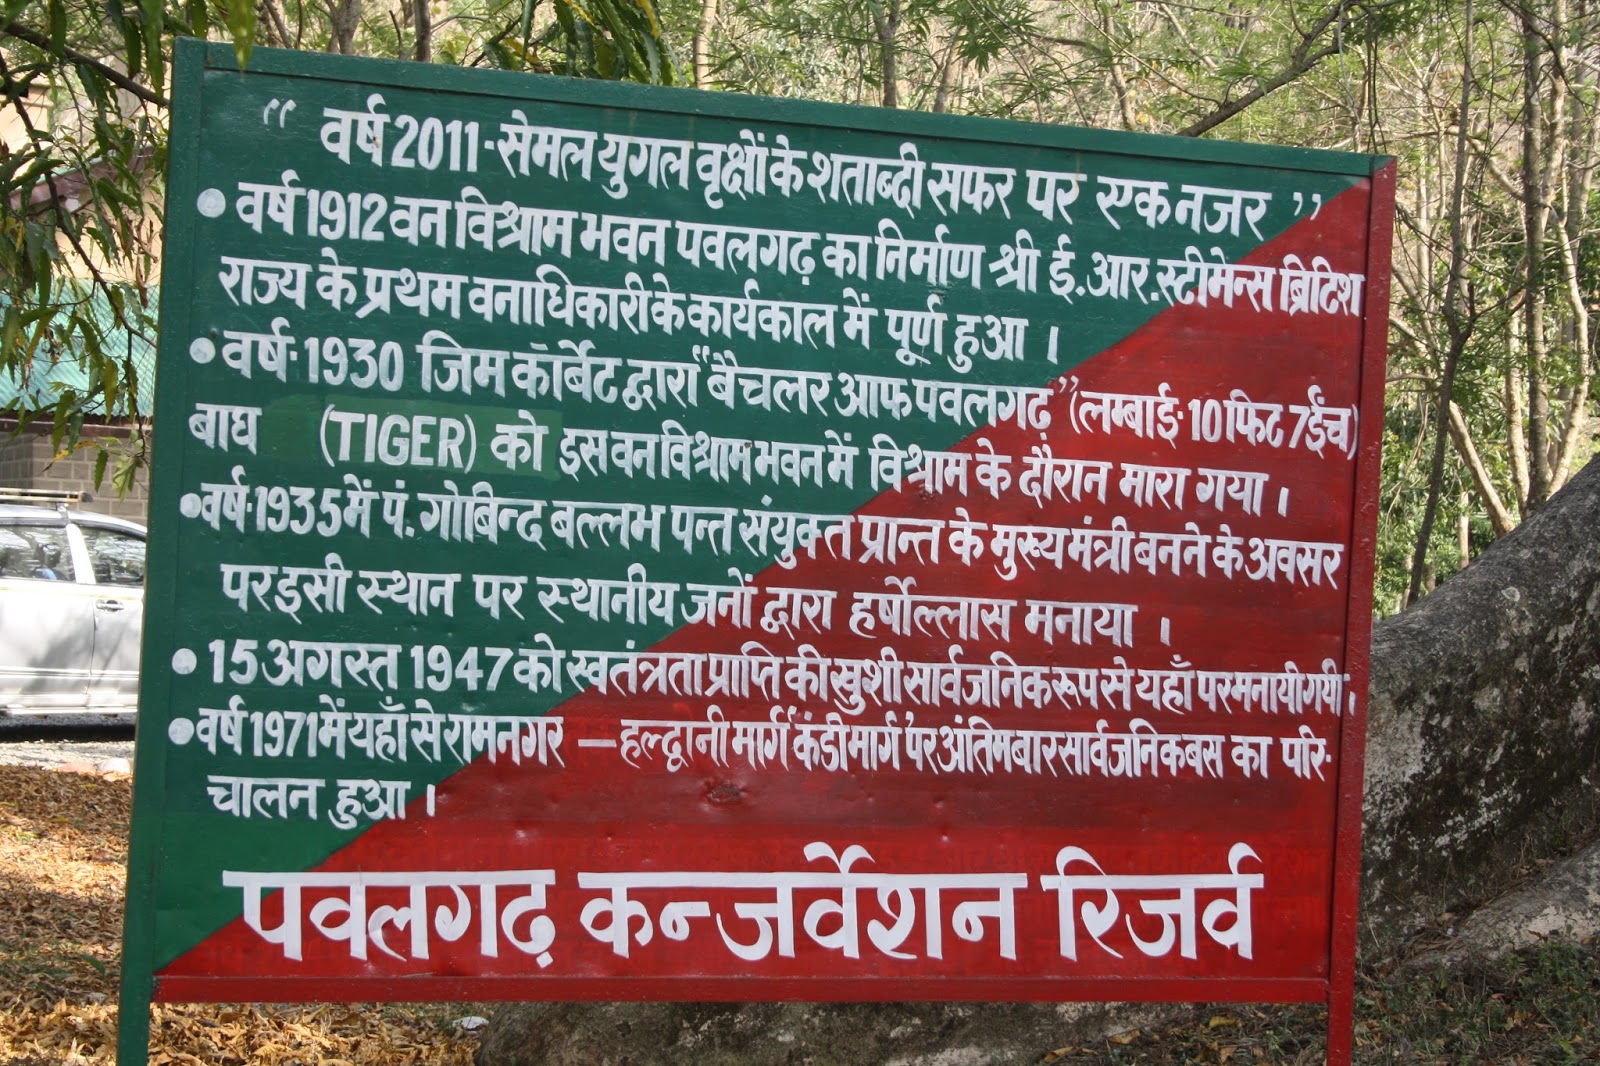 “ वर्ष 2011-सेमल युगल वृक्षों के शताब्दी सफर पर एक नजर ”
• वर्ष 1912 वन विश्राम भवन पवलगढ़ का निर्माण श्री ई.आर.स्टीमेन्स ब्रिटिश
राज्य के प्रथम वनाधिकारी के कार्यकाल में पूर्ण हुआ ।
• वर्ष-1930 जिम कॉर्बेट द्वारा “बैचलर आफ पवलगढ़” (लम्बाई-10 फिट 7 ईंच)
बाघ (TIGER) को इस वन विश्राम भवन में विश्राम के दौरान मारा गया ।
• वर्ष-1935 में पं. गोबिन्द बल्लभ पन्त संयुक्त प्रान्त के मुख्य मंत्री बनने के अवसर
पर इसी स्थान पर स्थानीय जनों द्वारा हर्षोल्लास मनाया ।
• 15 अगस्त 1947 को स्वतंत्रता प्राप्ति की खुशी सार्वजनिक रूप से यहाँ पर मनायी गयी ।
• वर्ष 1971 में यहाँ से रामनगर — हल्द्वानी मार्ग "कंडी मार्ग" पर अंतिम बार सार्वजनिक बस का परि-
चालन हुआ ।
पवलगढ़ कन्जर्वेशन रिजर्व